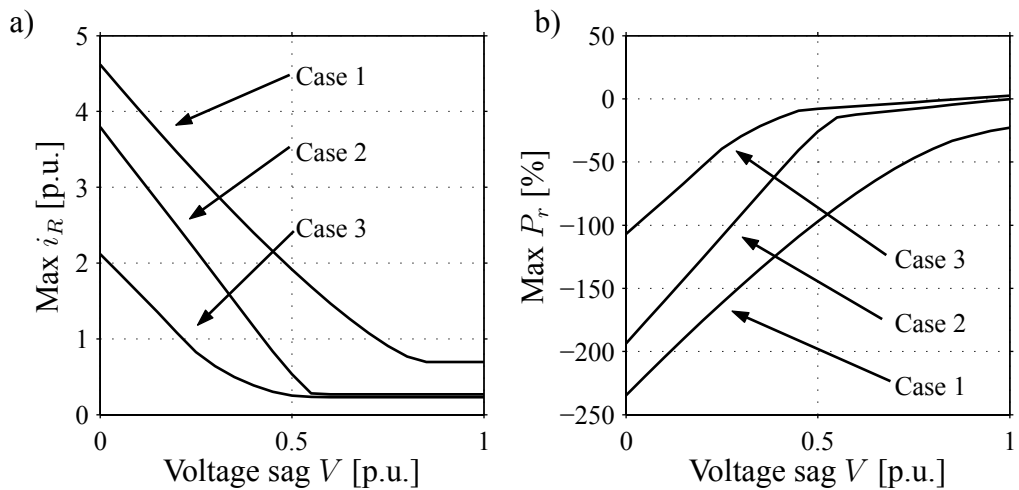 a)
Max i_R [p.u.]
5
4
3
2
1
0
0
0.5
1
Voltage sag V [p.u.]
Case 1
Case 2
Case 3
b)
Max P_r [%]
50
0
−50
−100
−150
−200
−250
0
0.5
1
Voltage sag V [p.u.]
Case 3
Case 2
Case 1